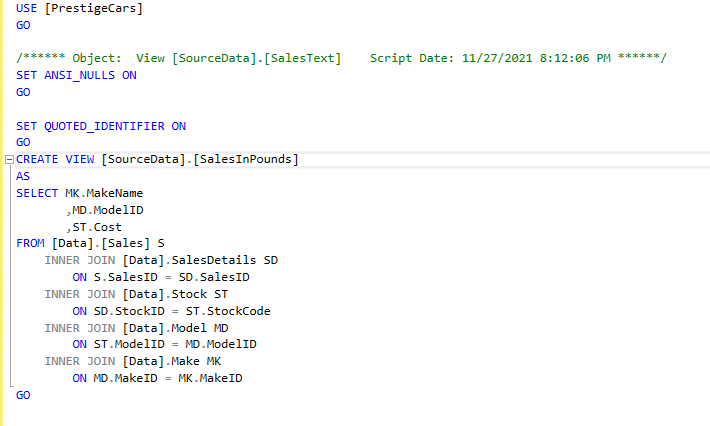 USE [PrestigeCars]
GO
/****** Object:  View [SourceData].[SalesText]    Script Date: 11/27/2021 8:12:06 PM ******/
SET ANSI_NULLS ON
GO
SET QUOTED_IDENTIFIER ON
GO
CREATE VIEW [SourceData].[SalesInPounds]
AS
SELECT MK.MakeName
       ,MD.ModelID
       ,ST.Cost
FROM [Data].[Sales] S
    INNER JOIN [Data].SalesDetails SD
        ON S.SalesID = SD.SalesID
    INNER JOIN [Data].Stock ST
        ON SD.StockID = ST.StockCode
    INNER JOIN [Data].Model MD
        ON ST.ModelID = MD.ModelID
    INNER JOIN [Data].Make MK
        ON MD.MakeID = MK.MakeID
GO